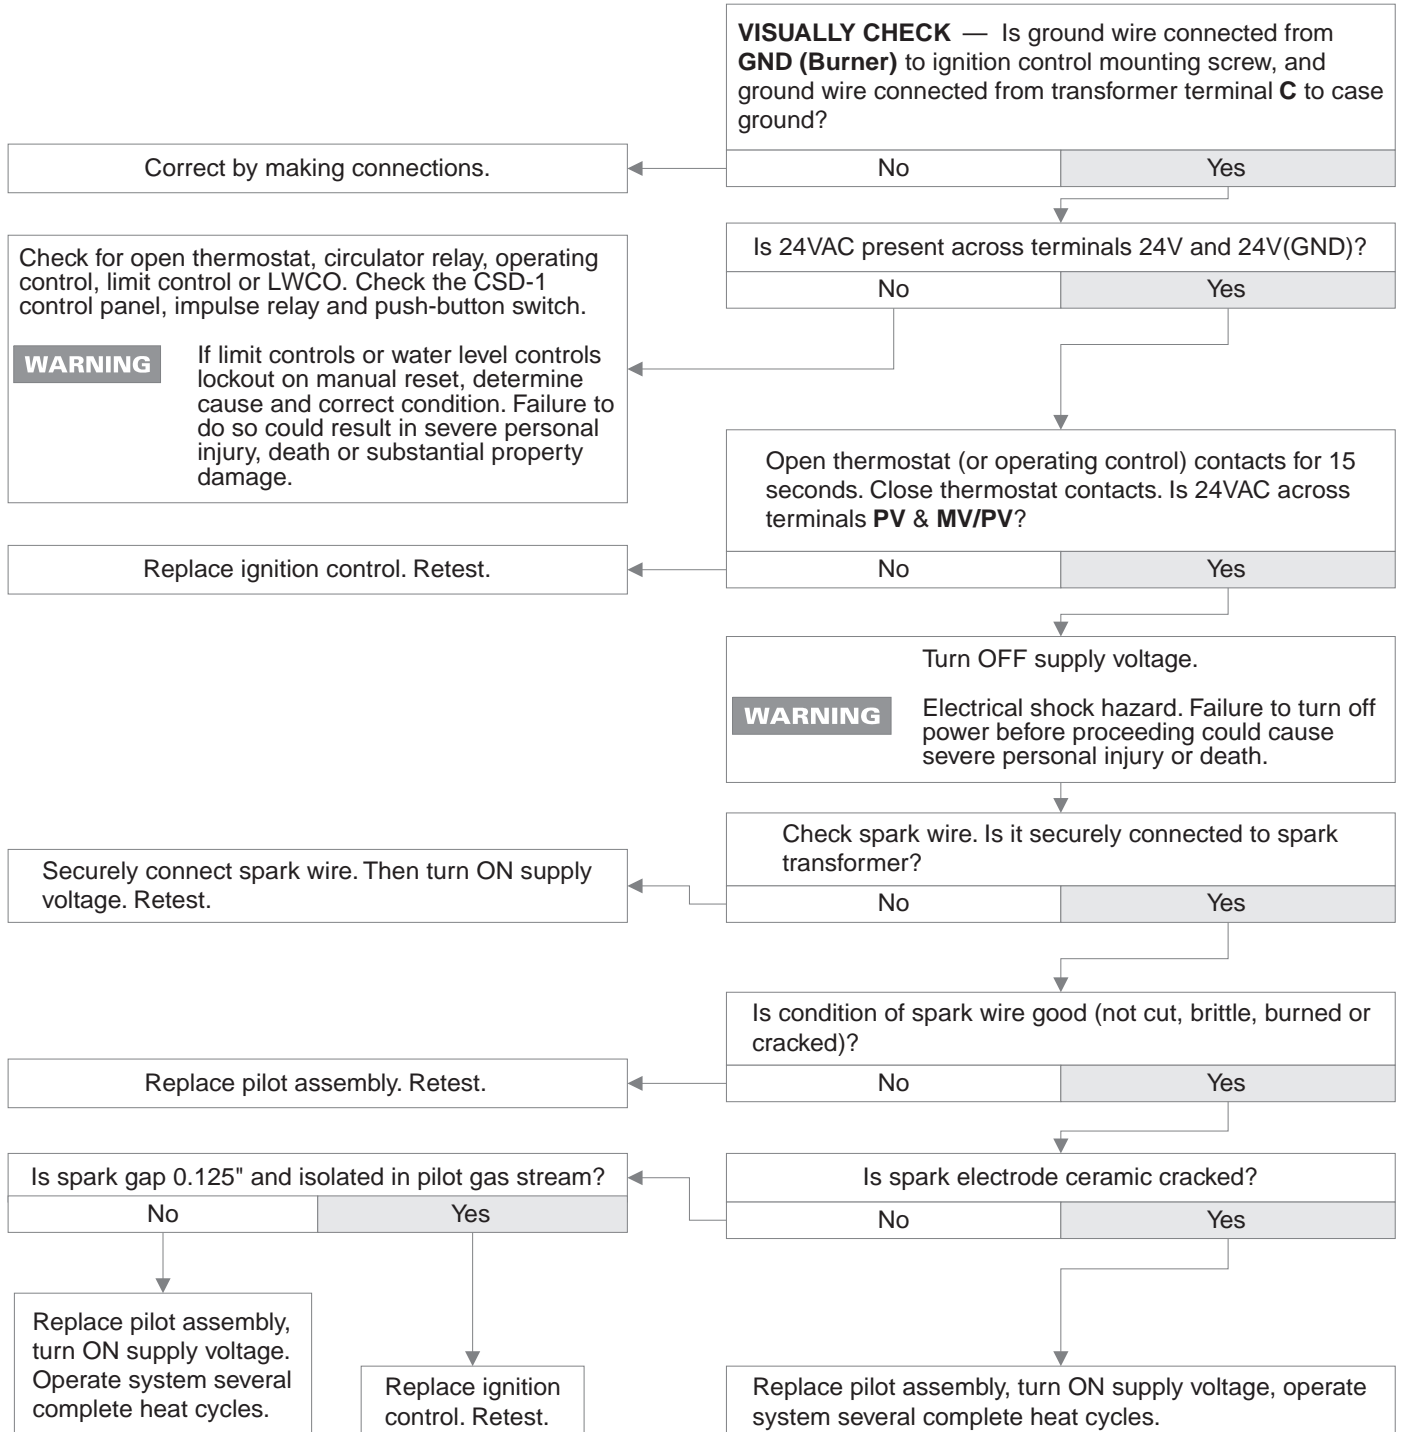 VISUALLY CHECK — Is ground wire connected from
GND (Burner) to ignition control mounting screw, and
ground wire connected from transformer terminal C to case
ground?
No
Yes
Correct by making connections.
Is 24VAC present across terminals 24V and 24V(GND)?
No
Yes
Check for open thermostat, circulator relay, operating
control, limit control or LWCO. Check the CSD-1
control panel, impulse relay and push-button switch.
WARNING
If limit controls or water level controls
lockout on manual reset, determine
cause and correct condition. Failure to
do so could result in severe personal
injury, death or substantial property
damage.
Open thermostat (or operating control) contacts for 15
seconds. Close thermostat contacts. Is 24VAC across
terminals PV & MV/PV?
No
Yes
Replace ignition control. Retest.
Turn OFF supply voltage.
WARNING
Electrical shock hazard. Failure to turn off
power before proceeding could cause
severe personal injury or death.
Check spark wire. Is it securely connected to spark
transformer?
No
Yes
Securely connect spark wire. Then turn ON supply
voltage. Retest.
Is condition of spark wire good (not cut, brittle, burned or
cracked)?
No
Yes
Replace pilot assembly. Retest.
Is spark electrode ceramic cracked?
No
Yes
Is spark gap 0.125" and isolated in pilot gas stream?
No
Yes
Replace pilot assembly,
turn ON supply voltage.
Operate system several
complete heat cycles.
Replace ignition
control. Retest.
Replace pilot assembly, turn ON supply voltage, operate
system several complete heat cycles.